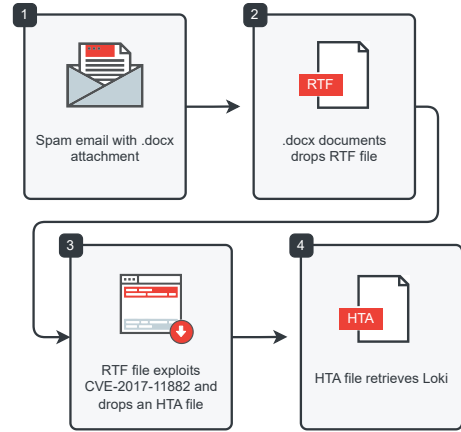 1
Spam email with .docx
attachment
2
RTF
.docx documents
drops RTF file
3
RTF file exploits
CVE-2017-11882 and
drops an HTA file
4
HTA
HTA file retrieves Loki